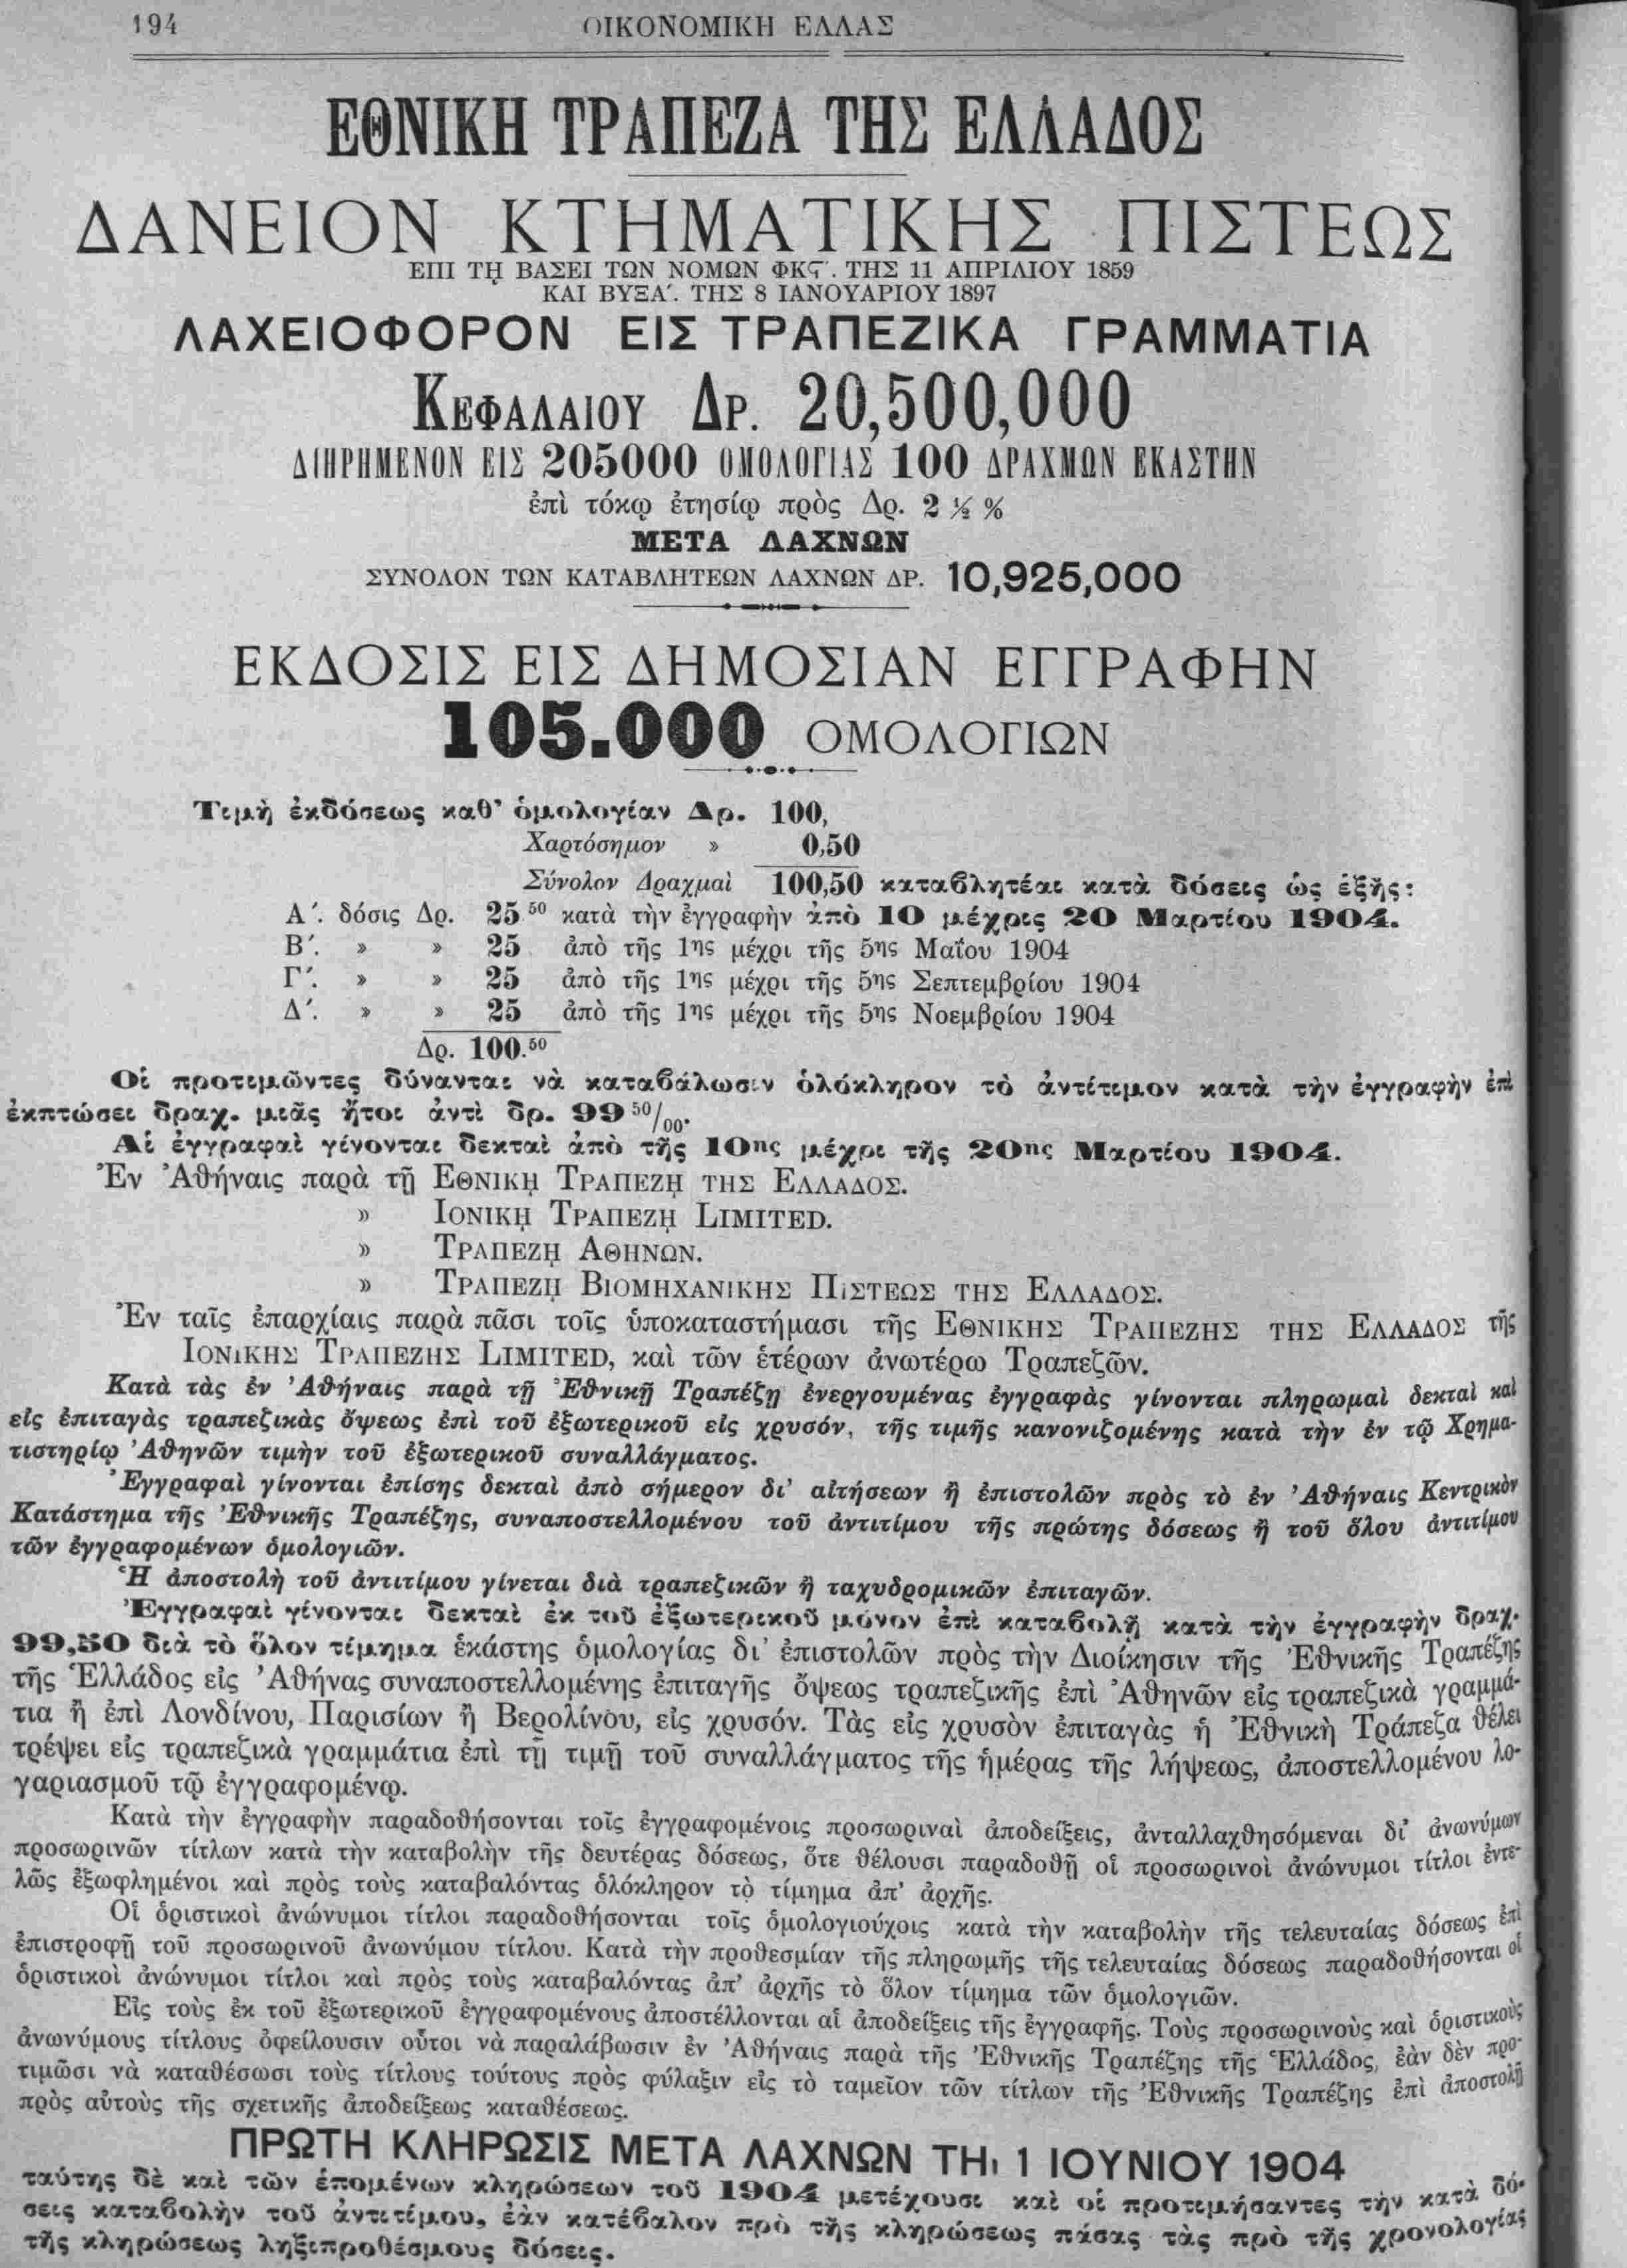 194
ΟΙΚΟΝΟΜΙΚΗ ΕΛΛΑΣ
ΕΘΝΙΚΗ ΤΡΑΠΕΖΑ ΤΗΣ ΕΛΛΑΔΟΣ
ΔΑΝΕΙΟΝ ΚΤΗΜΑΤΙΚΗΣ ΠΙΣΤΕΩΣ
ΕΠΙ Τῌ ΒΑΣΕΙ ΤΩΝ ΝΟΜΩΝ ΦΚϚ΄. ΤΗΣ 11 ΑΠΡΙΛΙΟΥ 1859
ΚΑΙ ΒΥΞΑ΄. ΤΗΣ 8 ΙΑΝΟΥΑΡΙΟΥ 1897
ΛΑΧΕΙΟΦΟΡΟΝ ΕΙΣ ΤΡΑΠΕΖΙΚΑ ΓΡΑΜΜΑΤΙΑ
ΚΕΦΑΛΑΙΟΥ ΔΡ. 20,500,000
ΔΙΗΡΗΜΕΝΟΝ ΕΙΣ 205000 ΟΜΟΛΟΓΙΑΣ 100 ΔΡΑΧΜΩΝ ΕΚΑΣΤΗΝ
ἐπὶ τόκῳ ἐτησίῳ πρὸς Δρ. 2 ½ %
ΜΕΤΑ ΛΑΧΝΩΝ
ΣΥΝΟΛΟΝ ΤΩΝ ΚΑΤΑΒΛΗΤΕΩΝ ΛΑΧΝΩΝ ΔΡ. 10,925,000
ΕΚΔΟΣΙΣ ΕΙΣ ΔΗΜΟΣΙΑΝ ΕΓΓΡΑΦΗΝ
105.000 ΟΜΟΛΟΓΙΩΝ
Τιμὴ ἐκδόσεως καθ' ὁμολογίαν Δρ. 100,
Χαρτόσημον » 0,50
Σύνολον Δραχμαὶ 100,50 καταβλητέαι κατὰ δόσεις ὡς ἑξῆς:
Α΄. δόσις Δρ. 25.50 κατὰ τὴν ἐγγραφὴν ἀπὸ 10 μέχρις 20 Μαρτίου 1904.
Β΄. » » 25 ἀπὸ τῆς 1ης μέχρι τῆς 5ης Μαΐου 1904
Γ΄. » » 25 ἀπὸ τῆς 1ης μέχρι τῆς 5ης Σεπτεμβρίου 1904
Δ΄. » » 25 ἀπὸ τῆς 1ης μέχρι τῆς 5ης Νοεμβρίου 1904
Δρ. 100.50
Οἱ προτιμῶντες δύνανται νὰ καταβάλωσιν ὁλόκληρον τὸ ἀντίτιμον κατὰ τὴν ἐγγραφὴν ἐπὶ
ἐκπτώσει δραχ. μιᾶς ἤτοι ἀντὶ δρ. 99 50/00.
Αἱ ἐγγραφαὶ γίνονται δεκταὶ ἀπὸ τῆς 10ης μέχρι τῆς 20ης Μαρτίου 1904.
Ἐν Ἀθήναις παρὰ τῇ ΕΘΝΙΚῌ ΤΡΑΠΕΖῌ ΤΗΣ ΕΛΛΑΔΟΣ.
» ΙΟΝΙΚῌ ΤΡΑΠΕΖῌ LIMITED.
» ΤΡΑΠΕΖῌ ΑΘΗΝΩΝ.
» ΤΡΑΠΕΖῌ ΒΙΟΜΗΧΑΝΙΚΗΣ ΠΙΣΤΕΩΣ ΤΗΣ ΕΛΛΑΔΟΣ.
Ἐν ταῖς ἐπαρχίαις παρὰ πᾶσι τοῖς ὑποκαταστήμασι τῆς ΕΘΝΙΚΗΣ ΤΡΑΠΕΖΗΣ ΤΗΣ ΕΛΛΑΔΟΣ τῆς
ΙΟΝΙΚΗΣ ΤΡΑΠΕΖΗΣ LIMITED, καὶ τῶν ἑτέρων ἀνωτέρω Τραπεζῶν.
Κατὰ τὰς ἐν Ἀθήναις παρὰ τῇ Ἐθνικῇ Τραπέζῃ ἐνεργουμένας ἐγγραφὰς γίνονται πληρωμαὶ δεκταὶ καὶ
εἰς ἐπιταγὰς τραπεζικὰς ὄψεως ἐπὶ τοῦ ἐξωτερικοῦ εἰς χρυσόν, τῆς τιμῆς κανονιζομένης κατὰ τὴν ἐν τῷ Χρημα-
τιστηρίῳ Ἀθηνῶν τιμὴν τοῦ ἐξωτερικοῦ συναλλάγματος.
Ἐγγραφαὶ γίνονται ἐπίσης δεκταὶ ἀπὸ σήμερον δι' αἰτήσεων ἢ ἐπιστολῶν πρὸς τὸ ἐν Ἀθήναις Κεντρικὸν
Κατάστημα τῆς Ἐθνικῆς Τραπέζης, συναποστελλομένου τοῦ ἀντιτίμου τῆς πρώτης δόσεως ἢ τοῦ ὅλου ἀντιτίμου
τῶν ἐγγραφομένων ὁμολογιῶν.
Ἡ ἀποστολὴ τοῦ ἀντιτίμου γίνεται διὰ τραπεζικῶν ἢ ταχυδρομικῶν ἐπιταγῶν.
Ἐγγραφαὶ γίνονται δεκταὶ ἐκ τοῦ ἐξωτερικοῦ μόνον ἐπὶ καταβολῇ κατὰ τὴν ἐγγραφὴν δραχ.
99,50 διὰ τὸ ὅλον τίμημα ἑκάστης ὁμολογίας δι' ἐπιστολῶν πρὸς τὴν Διοίκησιν τῆς Ἐθνικῆς Τραπέζης
τῆς Ἑλλάδος εἰς Ἀθήνας συναποστελλομένης ἐπιταγῆς ὄψεως τραπεζικῆς ἐπὶ Ἀθηνῶν εἰς τραπεζικὰ γραμμά-
τια ἢ ἐπὶ Λονδίνου, Παρισίων ἢ Βερολίνου, εἰς χρυσόν. Τὰς εἰς χρυσὸν ἐπιταγὰς ἡ Ἐθνικὴ Τράπεζα θέλει
τρέψει εἰς τραπεζικὰ γραμμάτια ἐπὶ τῇ τιμῇ τοῦ συναλλάγματος τῆς ἡμέρας τῆς λήψεως, ἀποστελλομένου λο-
γαριασμοῦ τῷ ἐγγραφομένῳ.
Κατὰ τὴν ἐγγραφὴν παραδοθήσονται τοῖς ἐγγραφομένοις προσωριναὶ ἀποδείξεις, ἀνταλλαχθησόμεναι δι' ἀνωνύμων
προσωρινῶν τίτλων κατὰ τὴν καταβολὴν τῆς δευτέρας δόσεως, ὅτε θέλουσι παραδοθῇ οἱ προσωρινοὶ ἀνώνυμοι τίτλοι ἐντε-
λῶς ἐξωφλημένοι καὶ πρὸς τοὺς καταβαλόντας ὁλόκληρον τὸ τίμημα ἀπ' ἀρχῆς.
Οἱ ὁριστικοὶ ἀνώνυμοι τίτλοι παραδοθήσονται τοῖς ὁμολογιούχοις κατὰ τὴν καταβολὴν τῆς τελευταίας δόσεως ἐπὶ
ἐπιστροφῇ τοῦ προσωρινοῦ ἀνωνύμου τίτλου. Κατὰ τὴν προθεσμίαν τῆς πληρωμῆς τῆς τελευταίας δόσεως παραδοθήσονται οἱ
ὁριστικοὶ ἀνώνυμοι τίτλοι καὶ πρὸς τοὺς καταβαλόντας ἀπ' ἀρχῆς τὸ ὅλον τίμημα τῶν ὁμολογιῶν.
Εἰς τοὺς ἐκ τοῦ ἐξωτερικοῦ ἐγγραφομένους ἀποστέλλονται αἱ ἀποδείξεις τῆς ἐγγραφῆς. Τοὺς προσωρινοὺς καὶ ὁριστικοὺς
ἀνωνύμους τίτλους ὀφείλουσιν οὗτοι νὰ παραλάβωσιν ἐν Ἀθήναις παρὰ τῆς Ἐθνικῆς Τραπέζης τῆς Ἑλλάδος, ἐὰν δὲν προ-
τιμῶσι νὰ καταθέσωσι τοὺς τίτλους τούτους πρὸς φύλαξιν εἰς τὸ ταμεῖον τῶν τίτλων τῆς Ἐθνικῆς Τραπέζης ἐπὶ ἀποστολῇ
πρὸς αὐτοὺς τῆς σχετικῆς ἀποδείξεως καταθέσεως.
ΠΡΩΤΗ ΚΛΗΡΩΣΙΣ ΜΕΤΑ ΛΑΧΝΩΝ ΤΗι 1 ΙΟΥΝΙΟΥ 1904
ταύτης δὲ καὶ τῶν ἑπομένων κληρώσεων τοῦ 1904 μετέχουσι καὶ οἱ προτιμήσαντες τὴν κατὰ δό-
σεις καταβολὴν τοῦ ἀντιτίμου, ἐὰν κατέβαλον πρὸ τῆς κληρώσεως πάσας τὰς πρὸ τῆς χρονολογίας
τῆς κληρώσεως ληξιπροθέσμους δόσεις.